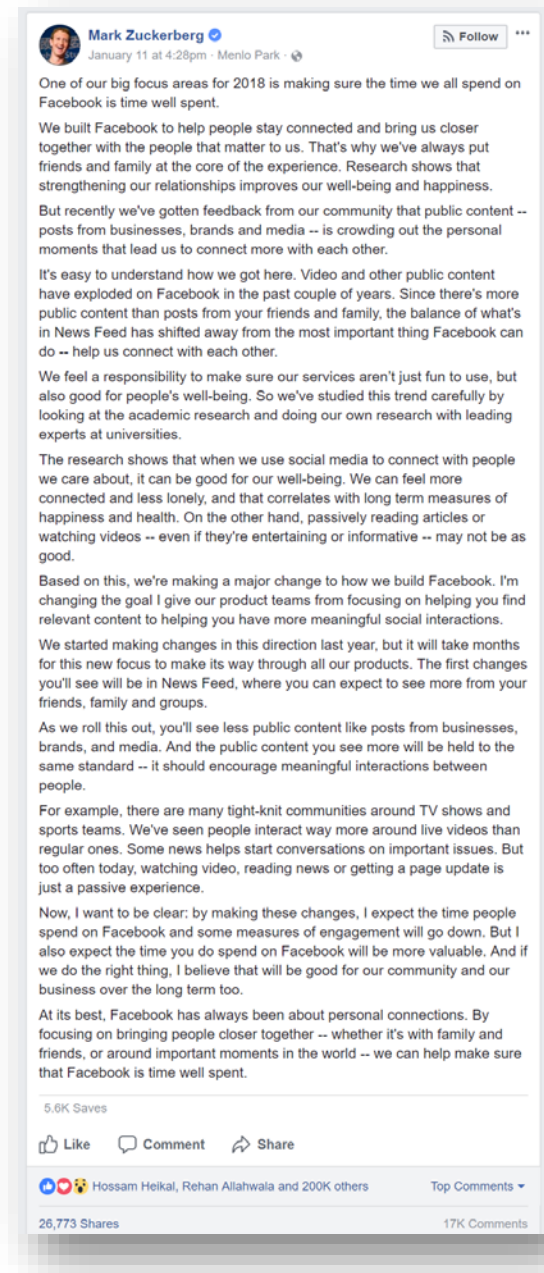 Mark Zuckerberg
Follow
January 11 at 4:28pm · Menlo Park ·
One of our big focus areas for 2018 is making sure the time we all spend on
Facebook is time well spent.
We built Facebook to help people stay connected and bring us closer
together with the people that matter to us. That's why we've always put
friends and family at the core of the experience. Research shows that
strengthening our relationships improves our well-being and happiness.
But recently we've gotten feedback from our community that public content --
posts from businesses, brands and media -- is crowding out the personal
moments that lead us to connect more with each other.
It's easy to understand how we got here. Video and other public content
have exploded on Facebook in the past couple of years. Since there's more
public content than posts from your friends and family, the balance of what's
in News Feed has shifted away from the most important thing Facebook can
do -- help us connect with each other.
We feel a responsibility to make sure our services aren't just fun to use, but
also good for people's well-being. So we've studied this trend carefully by
looking at the academic research and doing our own research with leading
experts at universities.
The research shows that when we use social media to connect with people
we care about, it can be good for our well-being. We can feel more
connected and less lonely, and that correlates with long term measures of
happiness and health. On the other hand, passively reading articles or
watching videos -- even if they're entertaining or informative -- may not be as
good.
Based on this, we're making a major change to how we build Facebook. I'm
changing the goal I give our product teams from focusing on helping you find
relevant content to helping you have more meaningful social interactions.
We started making changes in this direction last year, but it will take months
for this new focus to make its way through all our products. The first changes
you'll see will be in News Feed, where you can expect to see more from your
friends, family and groups.
As we roll this out, you'll see less public content like posts from businesses,
brands, and media. And the public content you see more will be held to the
same standard -- it should encourage meaningful interactions between
people.
For example, there are many tight-knit communities around TV shows and
sports teams. We've seen people interact way more around live videos than
regular ones. Some news helps start conversations on important issues. But
too often today, watching video, reading news or getting a page update is
just a passive experience.
Now, I want to be clear: by making these changes, I expect the time people
spend on Facebook and some measures of engagement will go down. But I
also expect the time you do spend on Facebook will be more valuable. And if
we do the right thing, I believe that will be good for our community and our
business over the long term too.
At its best, Facebook has always been about personal connections. By
focusing on bringing people closer together -- whether it's with family and
friends, or around important moments in the world -- we can help make sure
that Facebook is time well spent.
5.6K Saves
Like Comment Share
Hossam Heikal, Rehan Allahwala and 200K others Top Comments
26,773 Shares 17K Comments